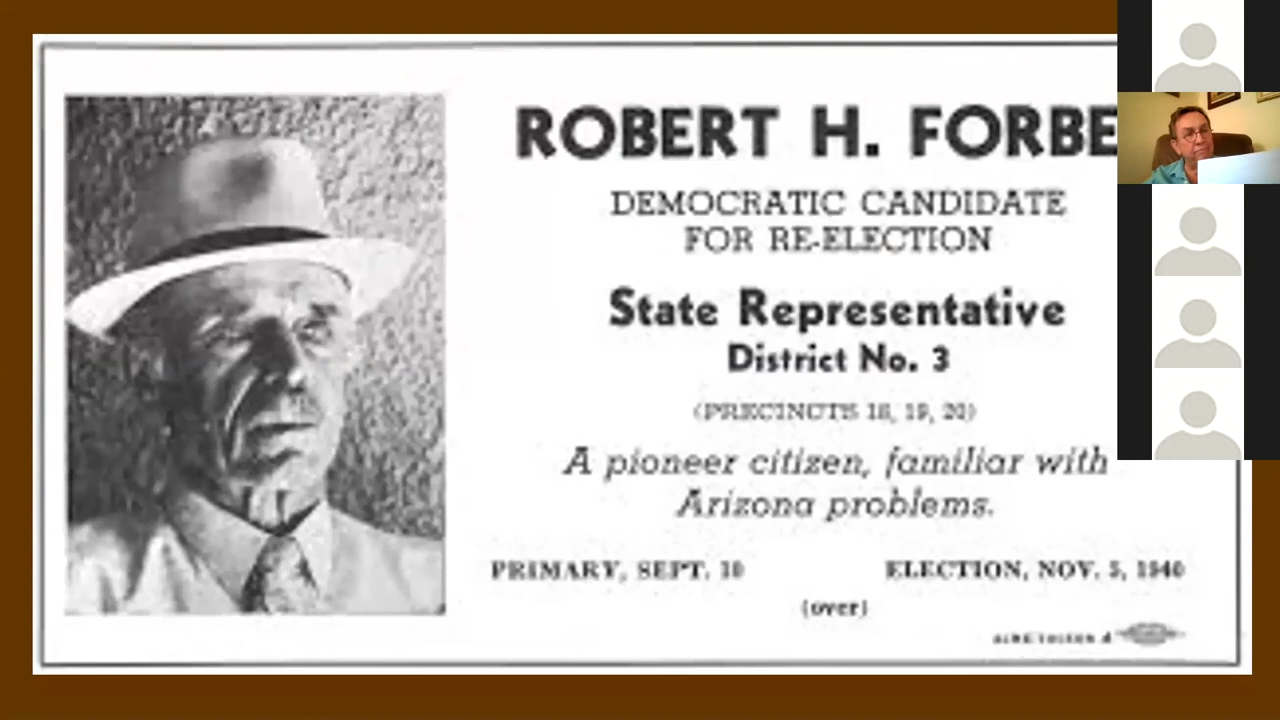 ROBERT H. FORBE
DEMOCRATIC CANDIDATE
FOR RE-ELECTION
State Representative
District No. 3
(PRECINCTS 18, 19, 20)
A pioneer citizen, familiar with
Arizona problems.
PRIMARY, SEPT. 10
ELECTION, NOV. 5, 1940
(over)